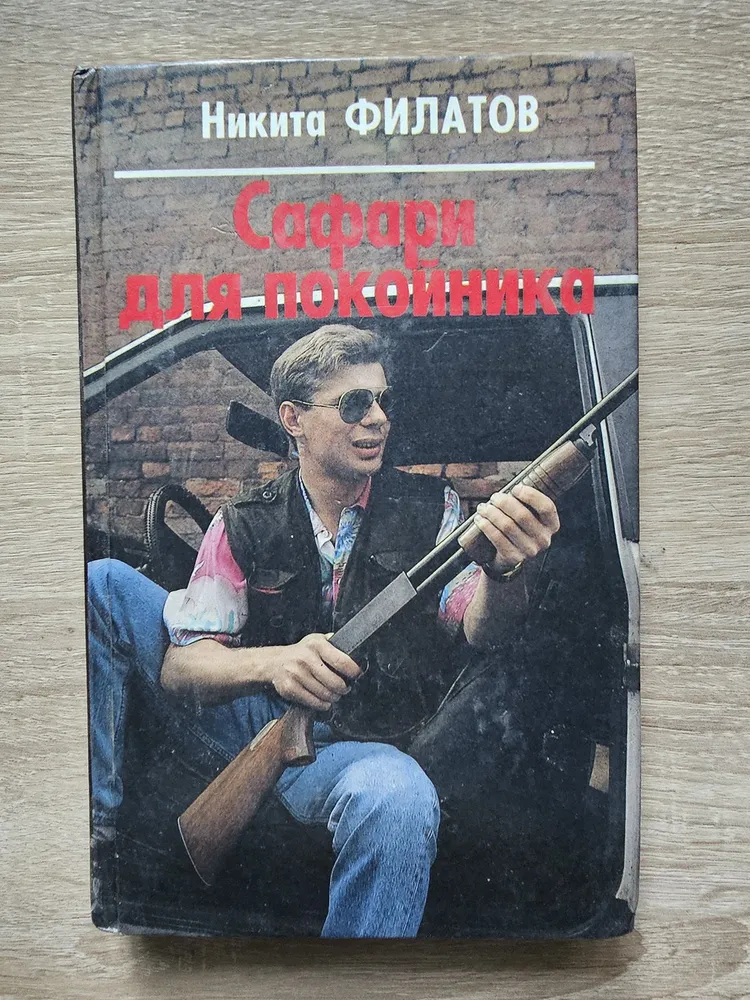 Никита ФИЛАТОВ
Сафари
для покойника